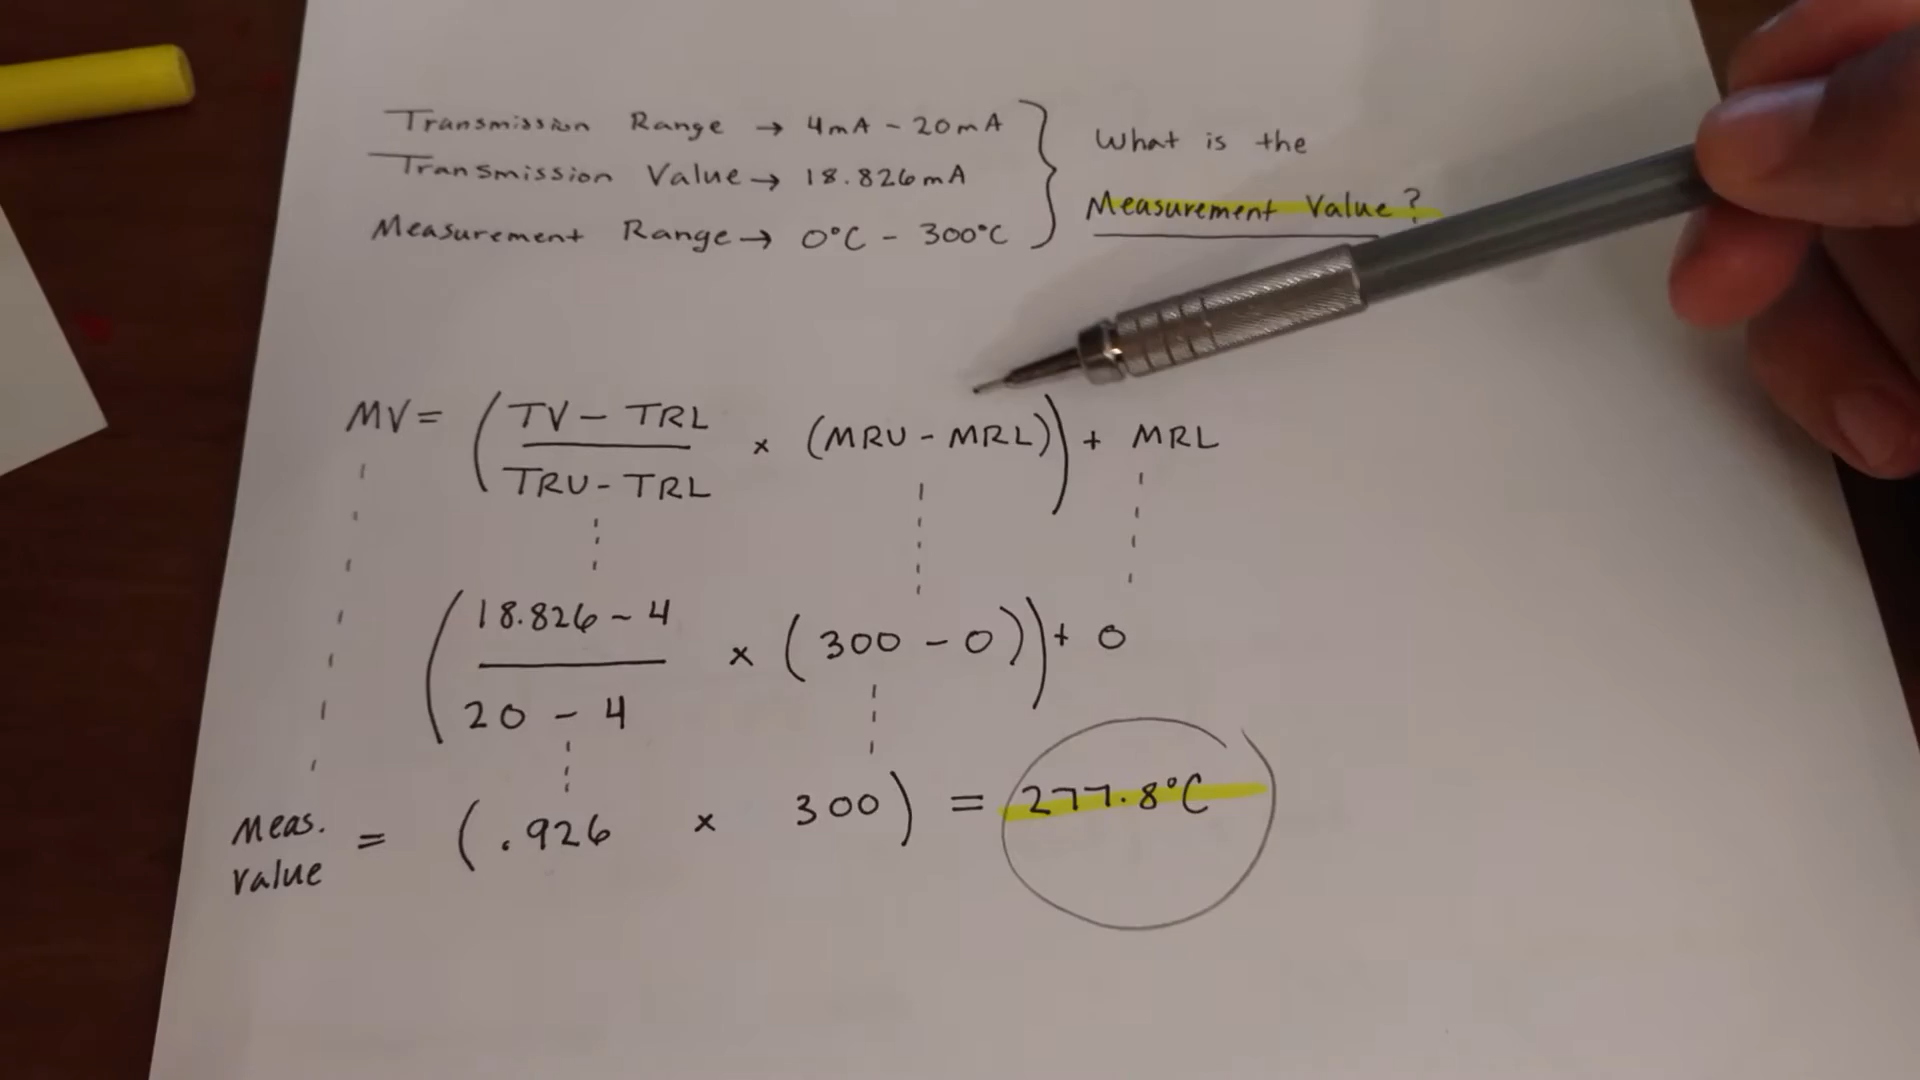 Transmission Range → 4mA - 20mA
Transmission Value → 18.826mA
Measurement Range → 0°C - 300°C
What is the
Measurement Value?
MV = (TV - TRL / TRU - TRL × (MRU - MRL)) + MRL
(18.826 - 4 / 20 - 4 × (300 - 0)) + 0
Meas. value = (.926 × 300) = 277.8°C